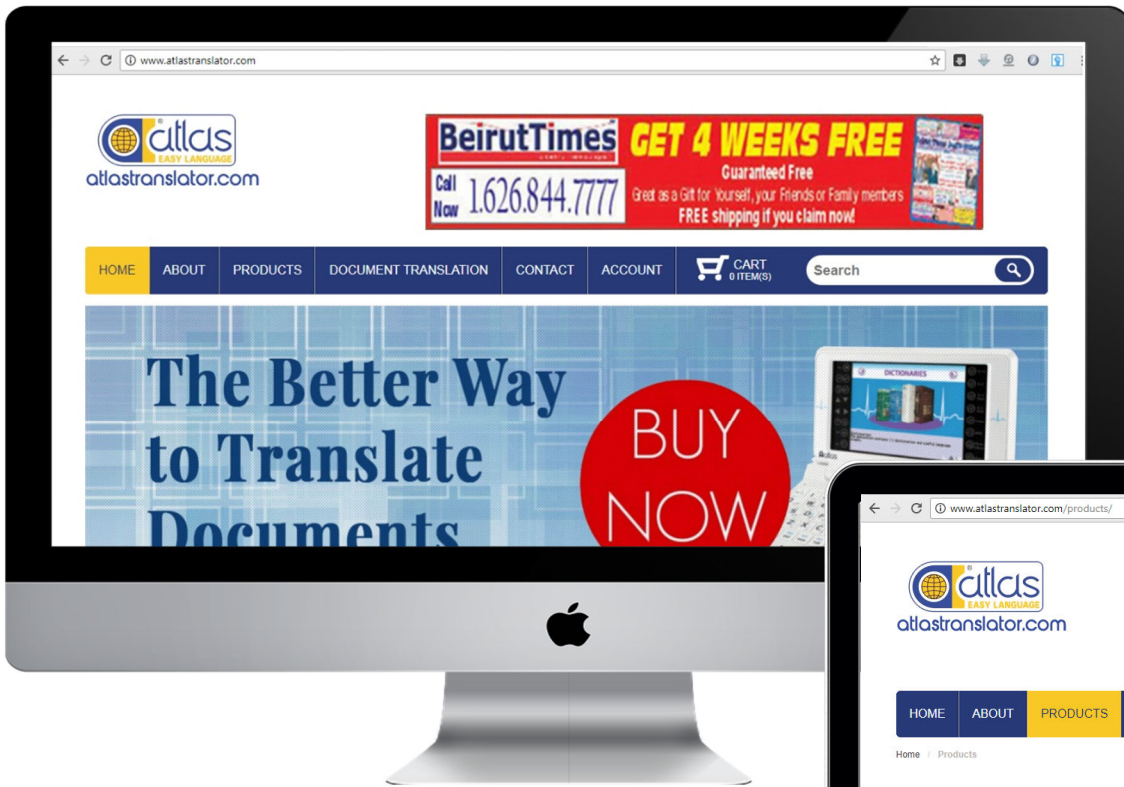 www.atlastranslator.com
atlas
EASY LANGUAGE
atlastranslator.com
BeirutTimes
Call
Now 1.626.844.7777
GET 4 WEEKS FREE
Guaranteed Free
Great as a Gift for Yourself, your Friends or Family members
FREE shipping if you claim now!
HOME ABOUT PRODUCTS DOCUMENT TRANSLATION CONTACT ACCOUNT CART
0 ITEM(S)
Search
The Better Way
to Translate
Documents
BUY
NOW
DICTIONARIES
www.atlastranslator.com/products/
atlas
EASY LANGUAGE
atlastranslator.com
HOME ABOUT PRODUCTS
Home / Products